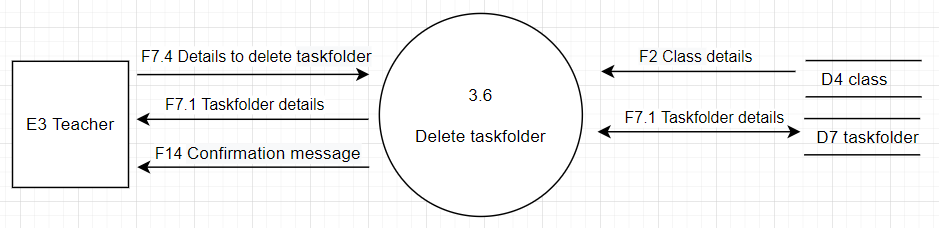 F7.4 Details to delete taskfolder
F2 Class details
D4 class
3.6
F7.1 Taskfolder details
F7.1 Taskfolder details
E3 Teacher
Delete taskfolder
D7 taskfolder
F14 Confirmation message